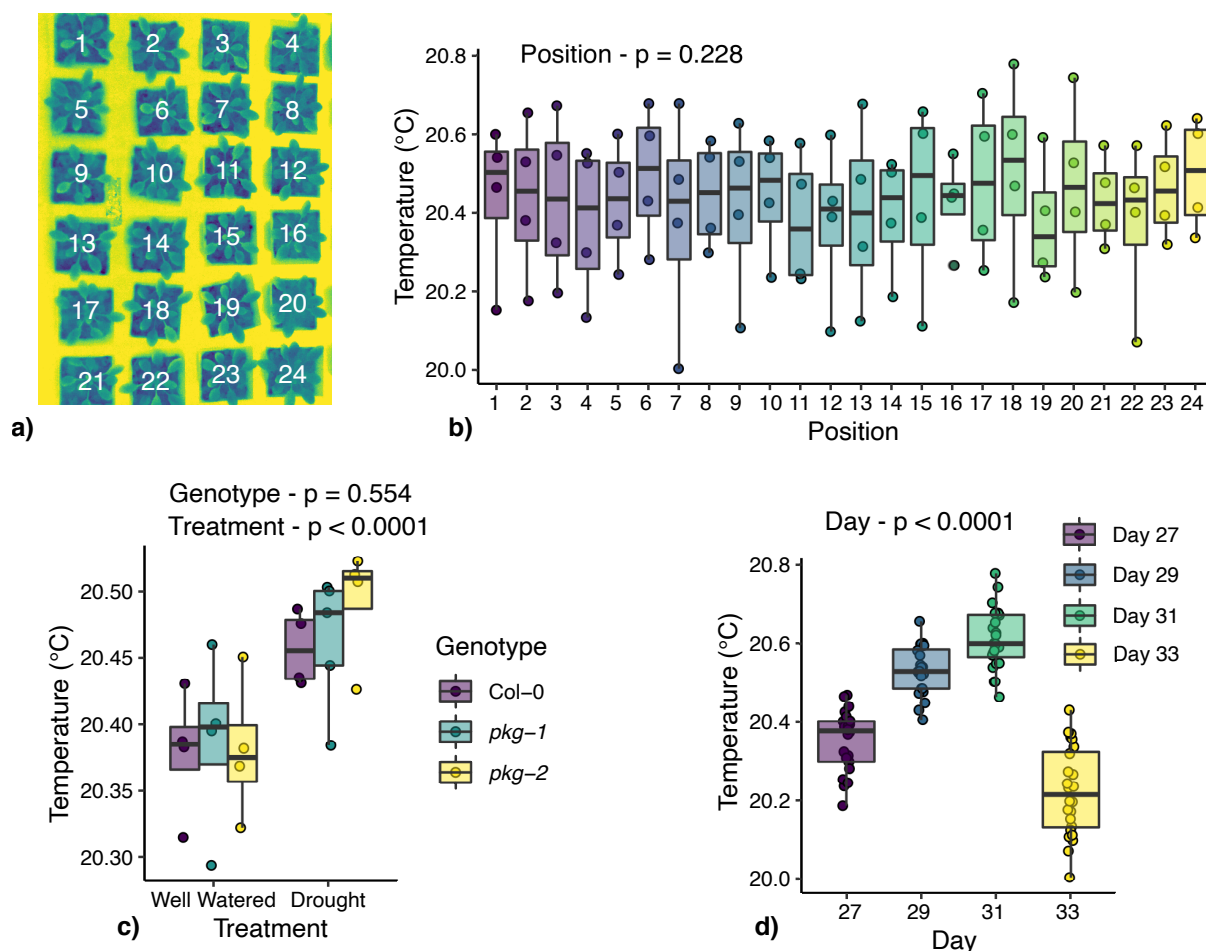 1 2 3 4
5 6 7 8
9 10 11 12
13 14 15 16
17 18 19 20
21 22 23 24
a)
Position - p = 0.228
Temperature (°C)
20.8
20.6
20.4
20.2
20.0
1 2 3 4 5 6 7 8 9 10 11 12 13 14 15 16 17 18 19 20 21 22 23 24
Position
b)
Genotype - p = 0.554
Treatment - p < 0.0001
Temperature (°C)
20.50
20.45
20.40
20.35
20.30
Well Watered Drought
Treatment
c)
Genotype
Col−0
pkg−1
pkg−2
Day - p < 0.0001
Temperature (°C)
20.8
20.6
20.4
20.2
20.0
27 29 31 33
Day
d)
Day 27
Day 29
Day 31
Day 33